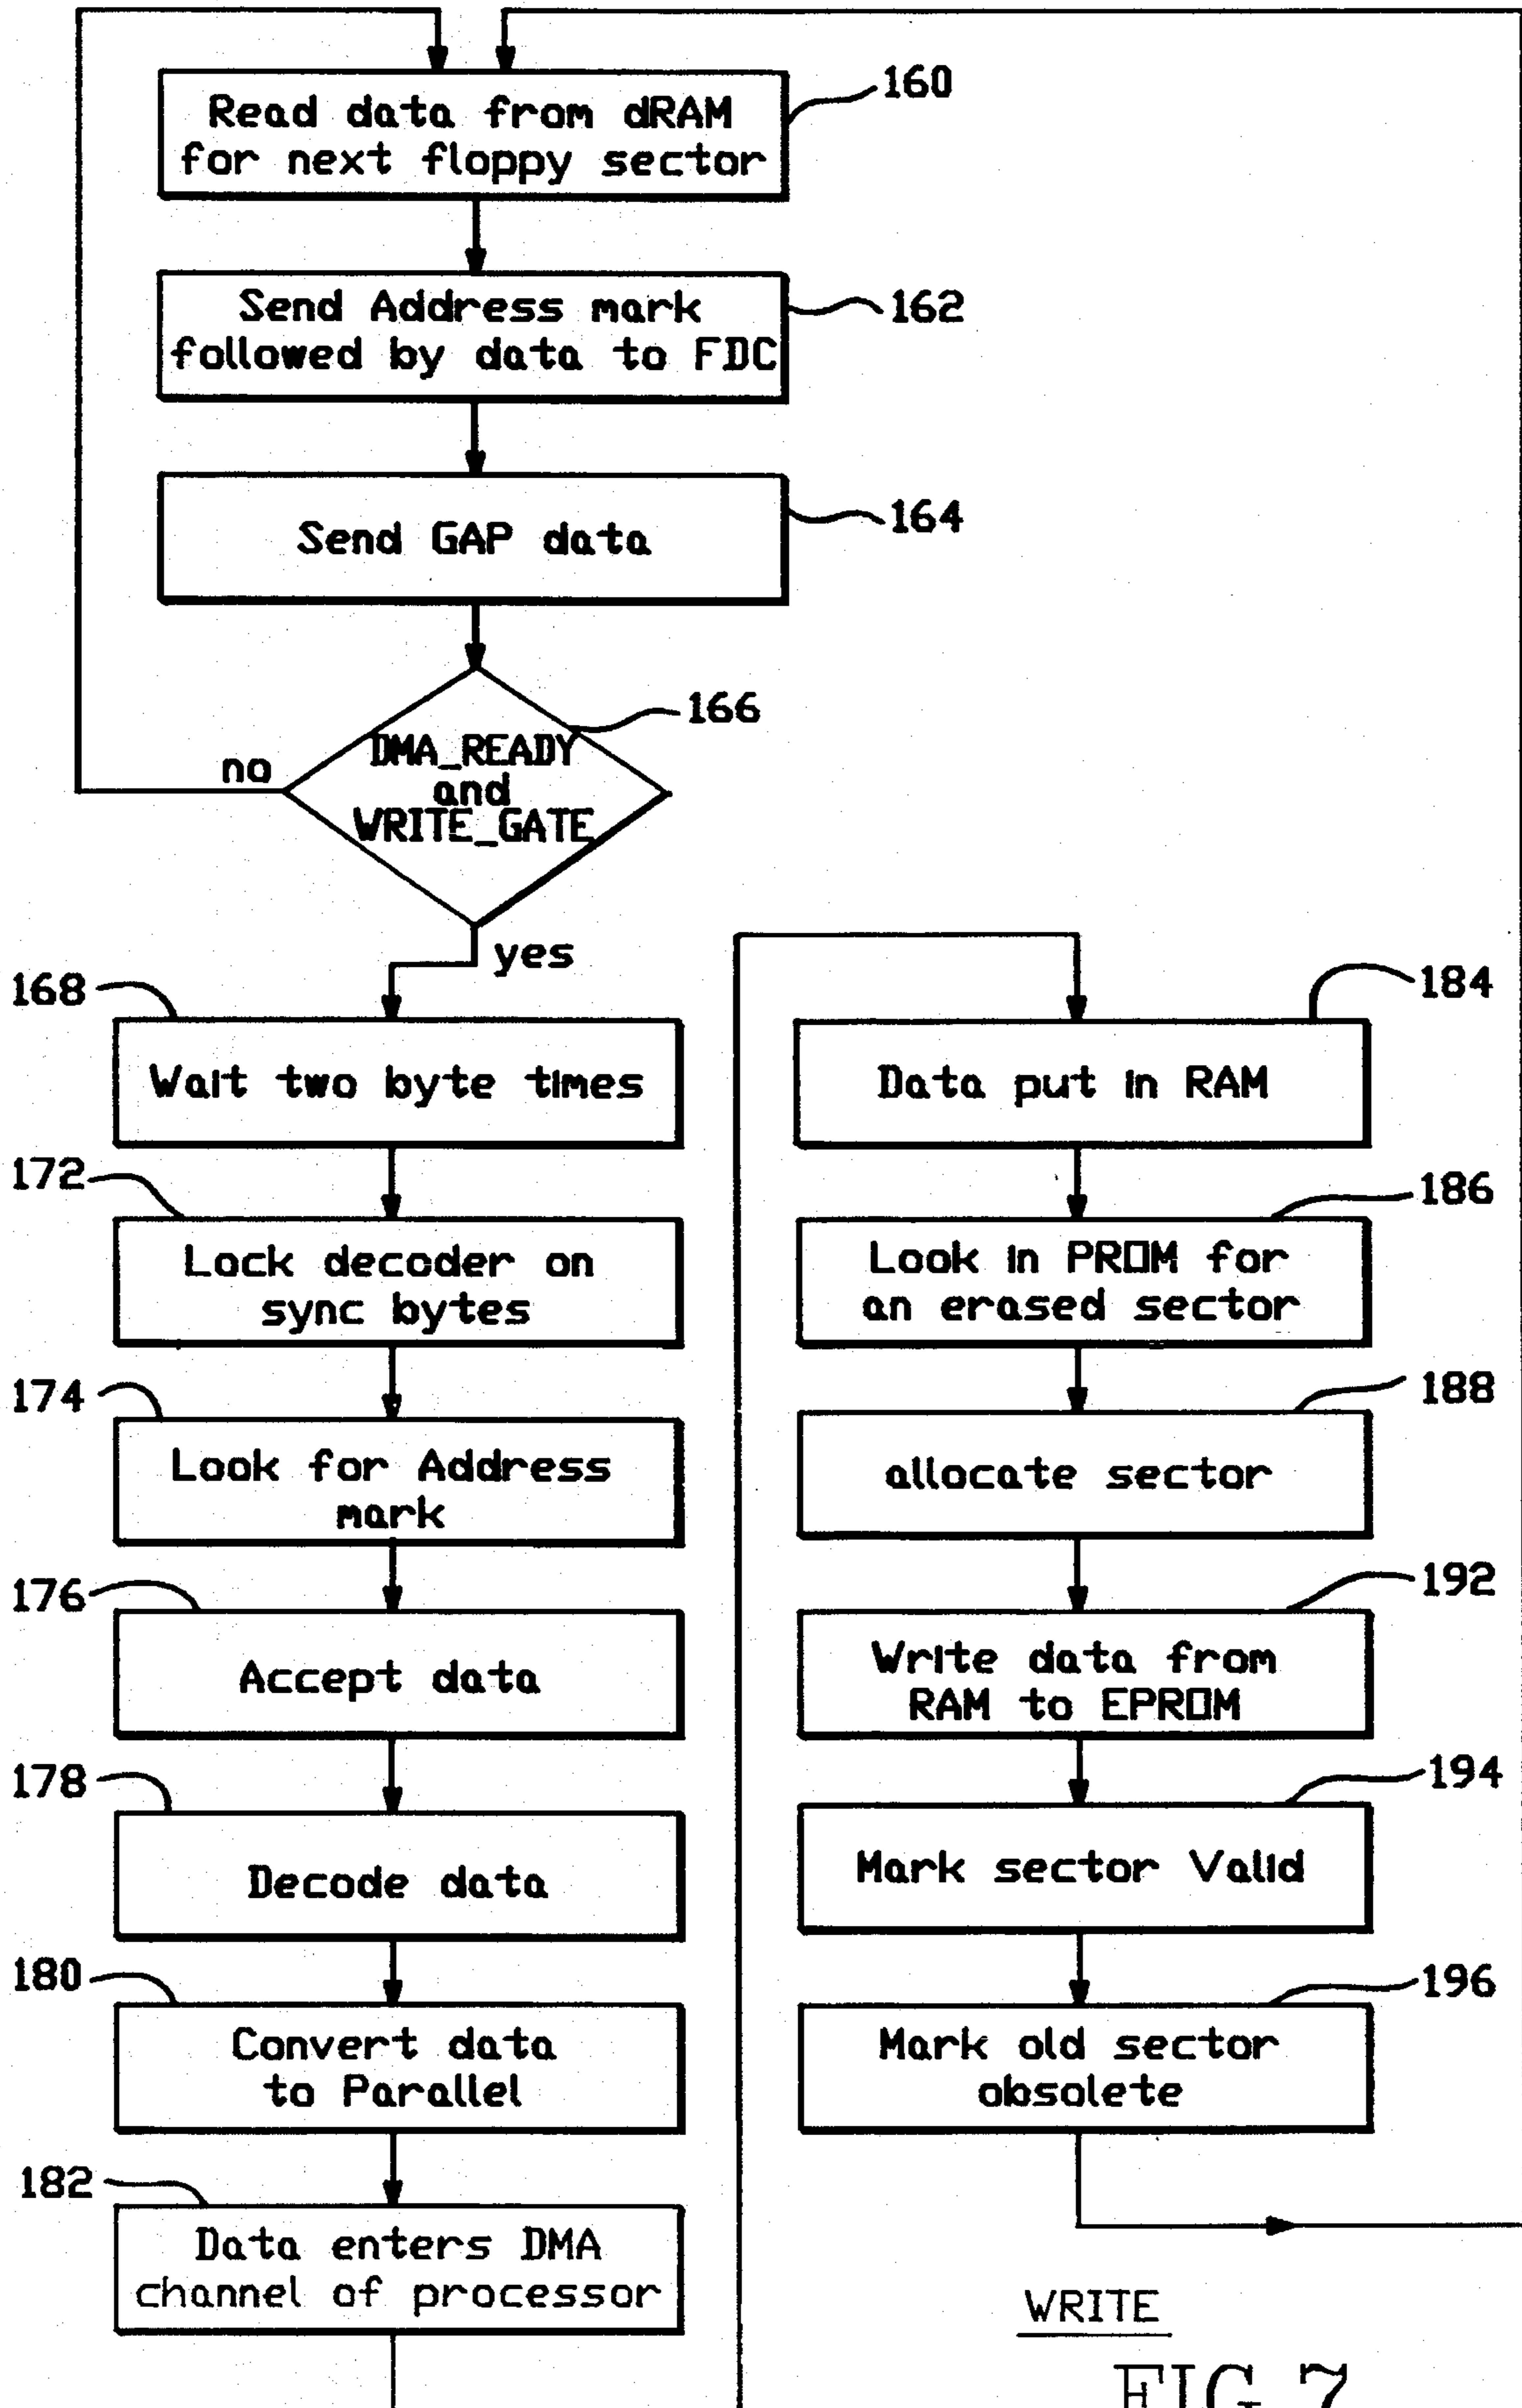 Read data from dRAM
for next floppy sector
160
Send Address mark
followed by data to FDC
162
Send GAP data
164
DMA_READY
and
WRITE_GATE
166
no
yes
168
Wait two byte times
172
Lock decoder on
sync bytes
174
Look for Address
mark
176
Accept data
178
Decode data
180
Convert data
to Parallel
182
Data enters DMA
channel of processor
184
Data put in RAM
186
Look in PROM for
an erased sector
188
allocate sector
192
Write data from
RAM to EPROM
194
Mark sector Valid
196
Mark old sector
obsolete
WRITE
FIG 7